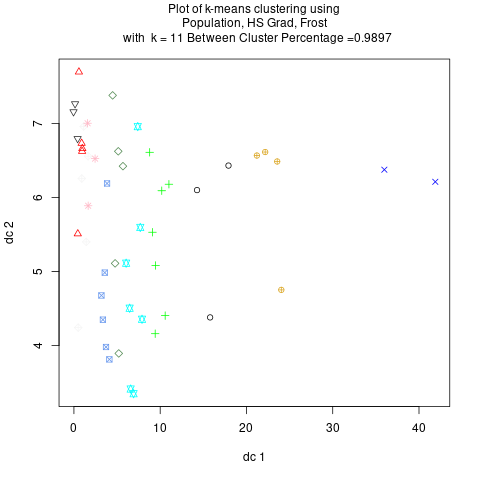 Plot of k-means clustering using
Population, HS Grad, Frost
with k = 11 Between Cluster Percentage =0.9897
7
6
5
4
dc 2
0 10 20 30 40
dc 1